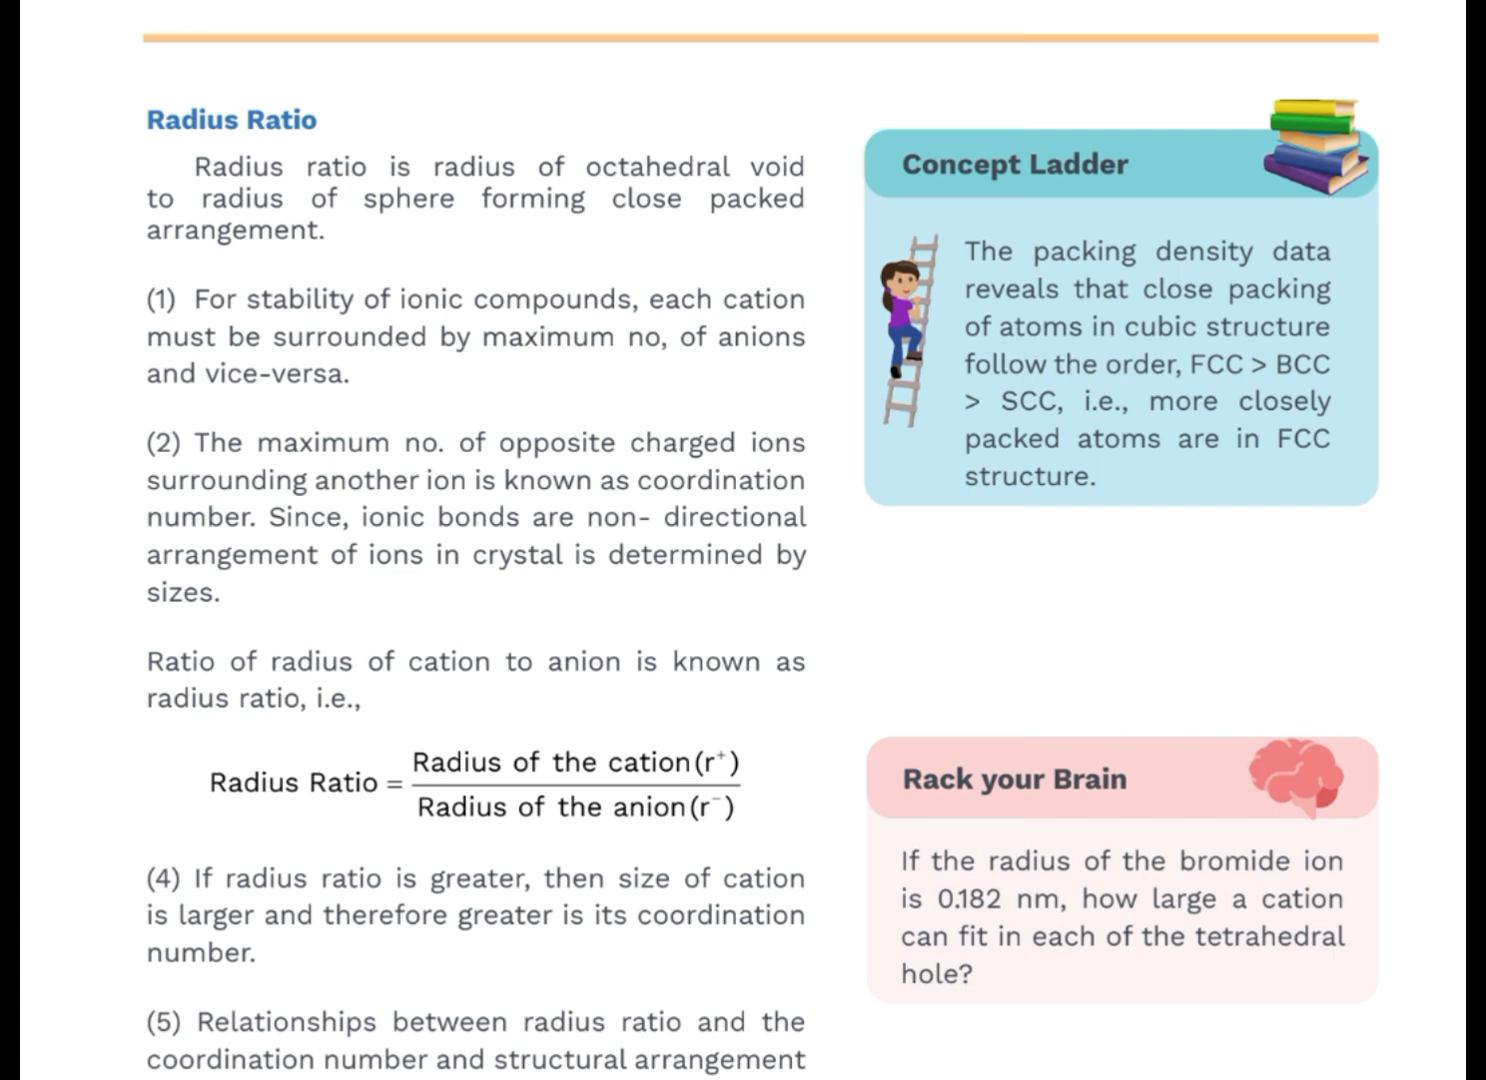 Radius Ratio
Radius ratio is radius of octahedral void
to radius of sphere forming close packed
arrangement.
(1) For stability of ionic compounds, each cation
must be surrounded by maximum no, of anions
and vice-versa.
(2) The maximum no. of opposite charged ions
surrounding another ion is known as coordination
number. Since, ionic bonds are non- directional
arrangement of ions in crystal is determined by
sizes.
Ratio of radius of cation to anion is known as
radius ratio, i.e.,
Radius Ratio = Radius of the cation(r⁺) / Radius of the anion(r⁻)
(4) If radius ratio is greater, then size of cation
is larger and therefore greater is its coordination
number.
(5) Relationships between radius ratio and the
coordination number and structural arrangement
Concept Ladder
The packing density data
reveals that close packing
of atoms in cubic structure
follow the order, FCC > BCC
> SCC, i.e., more closely
packed atoms are in FCC
structure.
Rack your Brain
If the radius of the bromide ion
is 0.182 nm, how large a cation
can fit in each of the tetrahedral
hole?